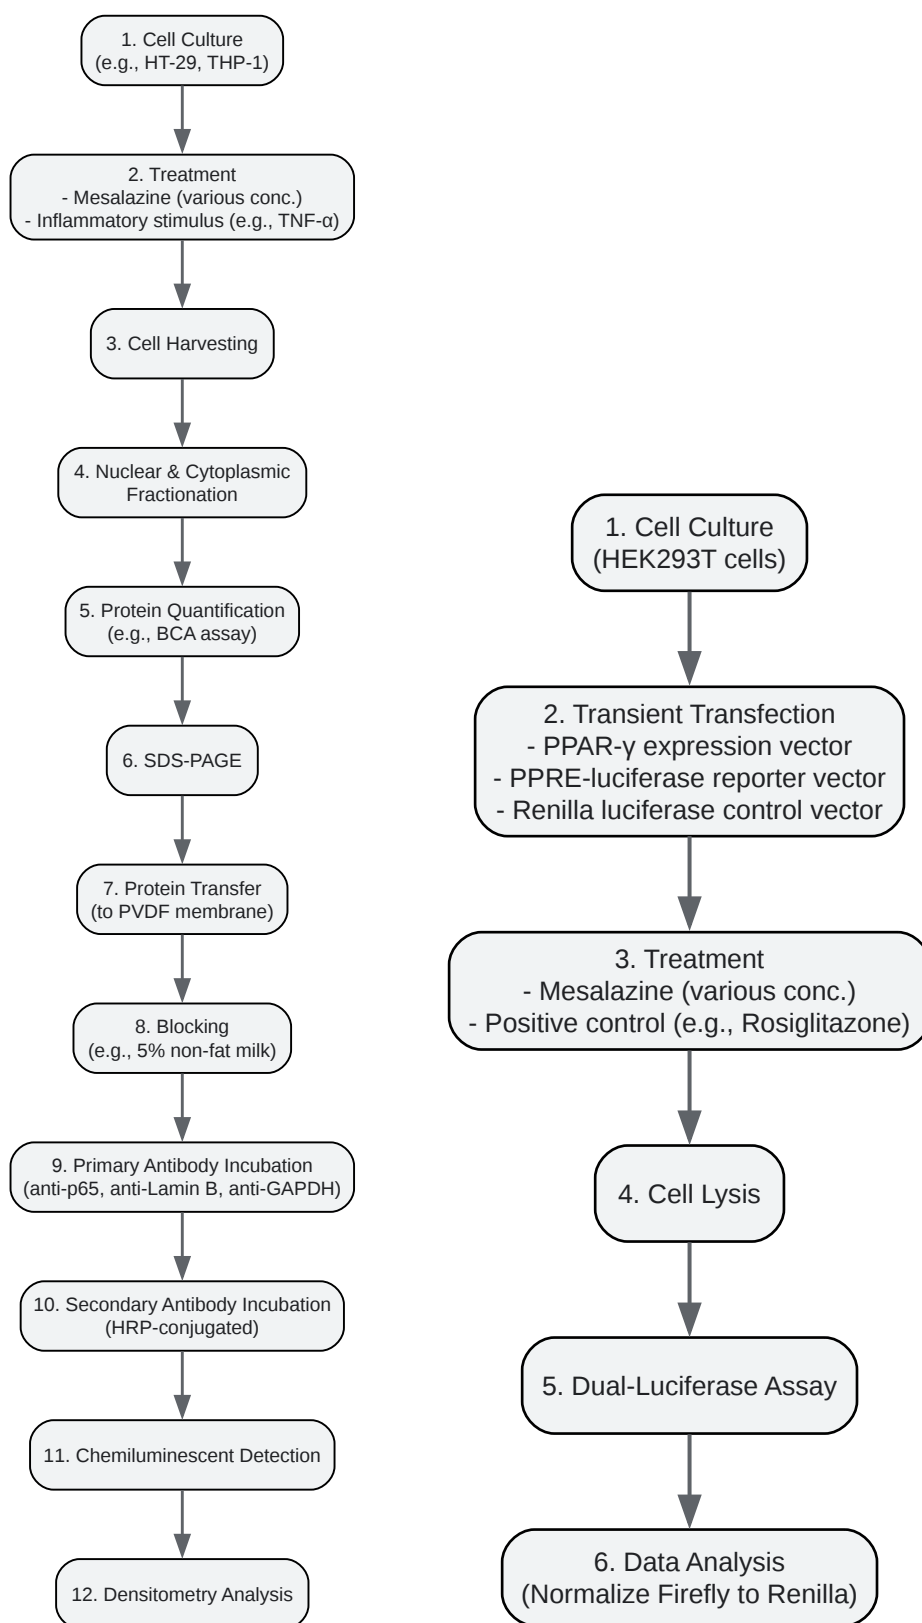 1. Cell Culture
(e.g., HT-29, THP-1)
2. Treatment
- Mesalazine (various conc.)
- Inflammatory stimulus (e.g., TNF-α)
3. Cell Harvesting
4. Nuclear & Cytoplasmic
Fractionation
5. Protein Quantification
(e.g., BCA assay)
6. SDS-PAGE
7. Protein Transfer
(to PVDF membrane)
8. Blocking
(e.g., 5% non-fat milk)
9. Primary Antibody Incubation
(anti-p65, anti-Lamin B, anti-GAPDH)
10. Secondary Antibody Incubation
(HRP-conjugated)
11. Chemiluminescent Detection
12. Densitometry Analysis
1. Cell Culture
(HEK293T cells)
2. Transient Transfection
- PPAR-γ expression vector
- PPRE-luciferase reporter vector
- Renilla luciferase control vector
3. Treatment
- Mesalazine (various conc.)
- Positive control (e.g., Rosiglitazone)
4. Cell Lysis
5. Dual-Luciferase Assay
6. Data Analysis
(Normalize Firefly to Renilla)